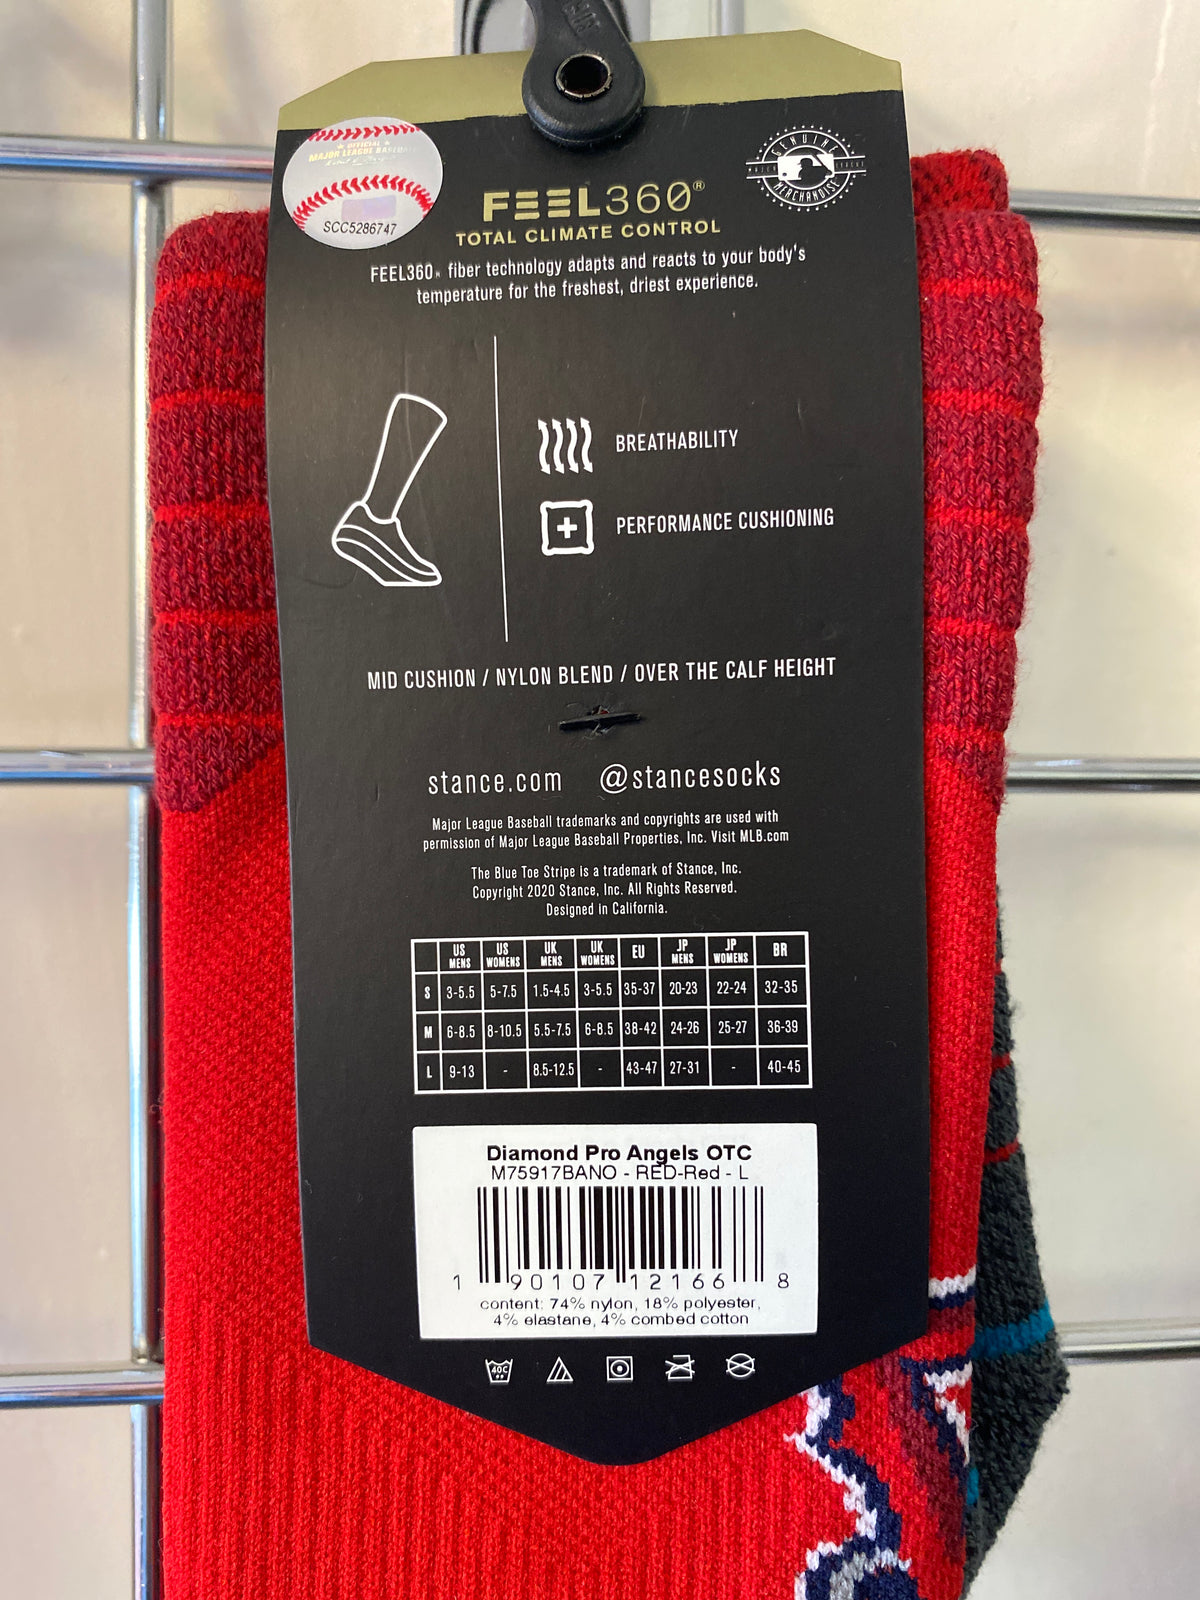 OFFICIAL
MAJOR LEAGUE BASEBALL
SCC5286747
GENUINE
MAJOR LEAGUE
MERCHANDISE
FEEL360®
TOTAL CLIMATE CONTROL
FEEL360® fiber technology adapts and reacts to your body's
temperature for the freshest, driest experience.
BREATHABILITY
PERFORMANCE CUSHIONING
MID CUSHION / NYLON BLEND / OVER THE CALF HEIGHT
stance.com @stancesocks
Major League Baseball trademarks and copyrights are used with
permission of Major League Baseball Properties, Inc. Visit MLB.com
The Blue Toe Stripe is a trademark of Stance, Inc.
Copyright 2020 Stance, Inc. All Rights Reserved.
Designed in California.
US MENS US WOMENS UK MENS UK WOMENS EU JP MENS JP WOMENS BR
S 3-5.5 5-7.5 1.5-4.5 3-5.5 35-37 20-23 22-24 32-35
M 6-8.5 8-10.5 5.5-7.5 6-8.5 38-42 24-26 25-27 36-39
L 9-13 - 8.5-12.5 - 43-47 27-31 - 40-45
Diamond Pro Angels OTC
M75917BANO - RED-Red - L
1 90107 12166 8
content: 74% nylon, 18% polyester,
4% elastane, 4% combed cotton
40C